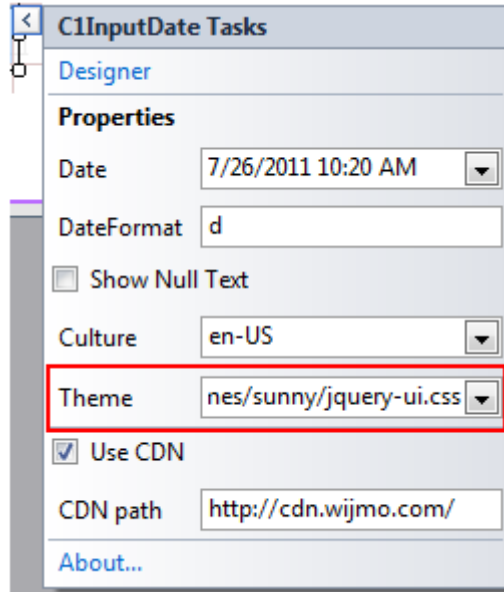 C1InputDate Tasks
Designer
Properties
Date 7/26/2011 10:20 AM
DateFormat d
Show Null Text
Culture en-US
Theme nes/sunny/jquery-ui.css
Use CDN
CDN path http://cdn.wijmo.com/
About...